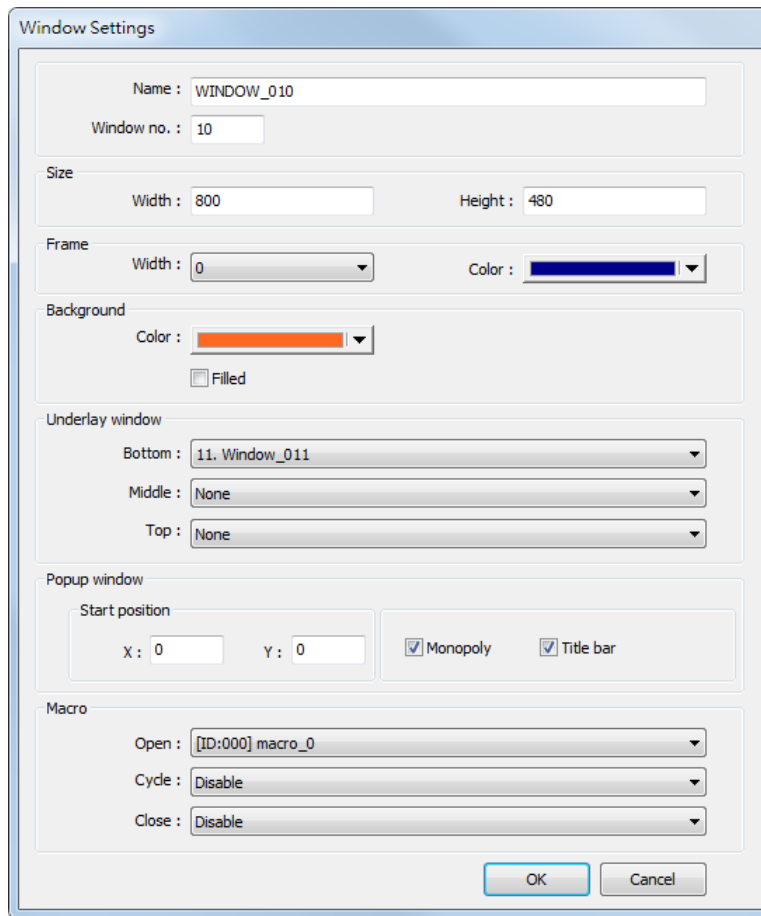 Window Settings
Name : WINDOW_010
Window no. : 10
Size
Width : 800 Height : 480
Frame
Width : 0 Color :
Background
Color :
Filled
Underlay window
Bottom : 11. Window_011
Middle : None
Top : None
Popup window
Start position
X : 0 Y : 0 Monopoly Title bar
Macro
Open : [ID:000] macro_0
Cycle : Disable
Close : Disable
OK Cancel